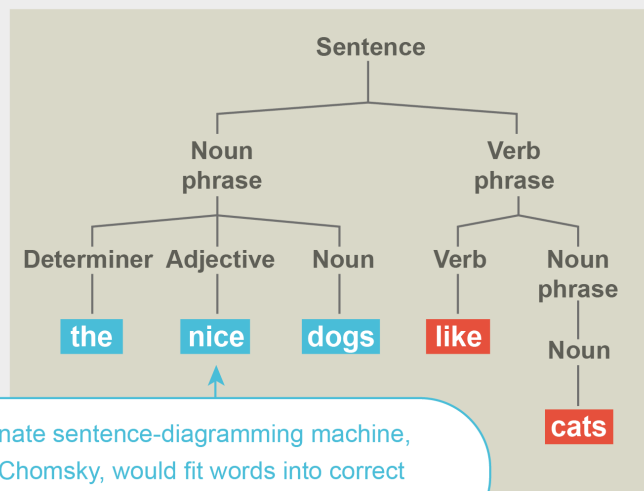 Sentence
Noun
phrase
Verb
phrase
Determiner Adjective Noun Verb Noun
phrase
the nice dogs like
Noun
cats
sentence-diagramming machine,
Chomsky, would fit words into correct